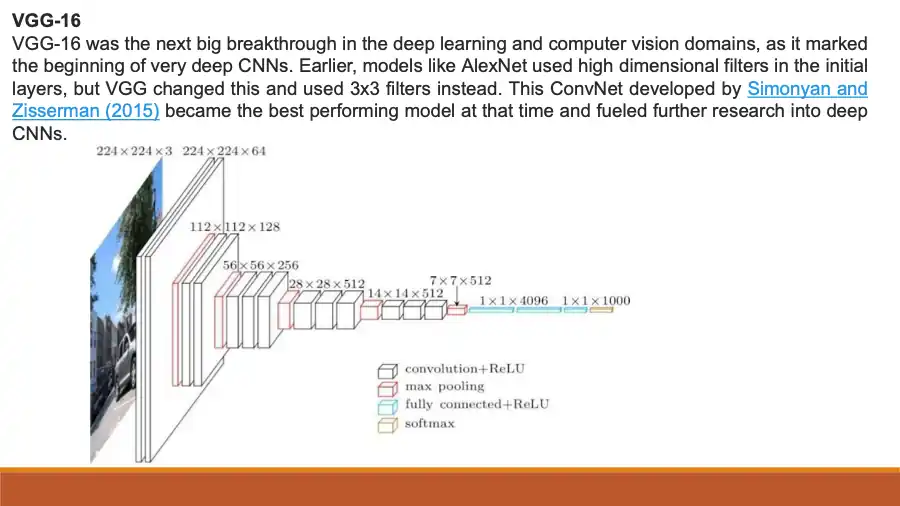 VGG-16
VGG-16 was the next big breakthrough in the deep learning and computer vision domains, as it marked
the beginning of very deep CNNs. Earlier, models like AlexNet used high dimensional filters in the initial
layers, but VGG changed this and used 3x3 filters instead. This ConvNet developed by Simonyan and
Zisserman (2015) became the best performing model at that time and fueled further research into deep
CNNs.
224×224×3 224×224×64
112×112×128
56×56×256
28×28×512
14×14×512
7×7×512
1×1×4096 1×1×1000
convolution+ReLU
max pooling
fully connected+ReLU
softmax